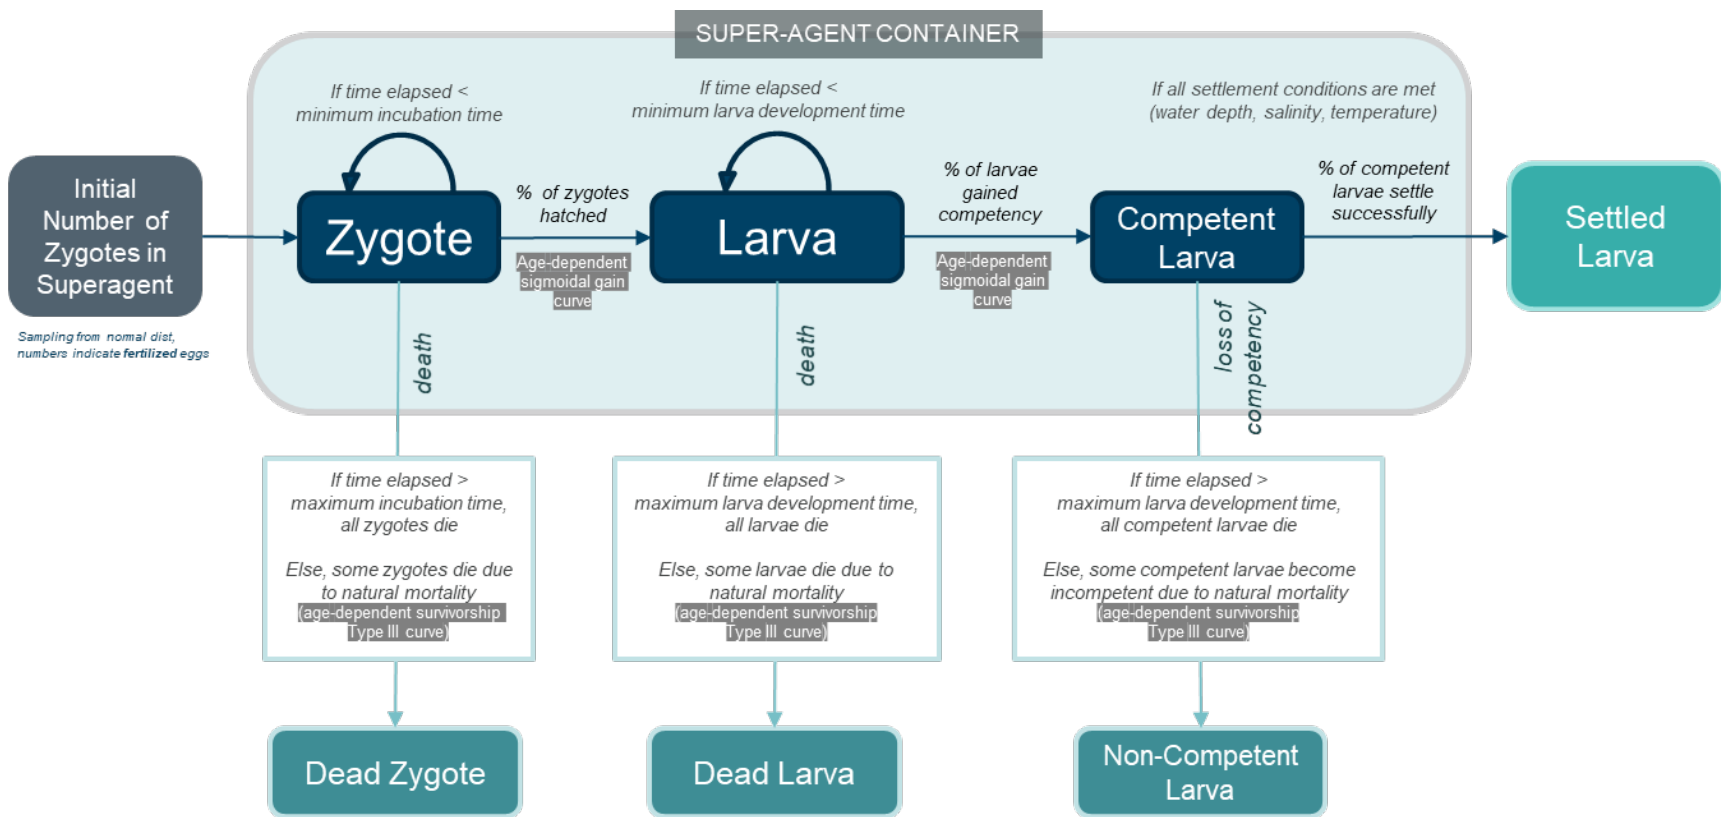 SUPER-AGENT CONTAINER
If time elapsed <
minimum incubation time
If time elapsed <
minimum larva development time
If all settlement conditions are met
(water depth, salinity, temperature)
Initial
Number of
Zygotes in
Superagent
Sampling from normal dist,
numbers indicate fertilized eggs
Zygote
% of zygotes
hatched
Age-dependent
sigmoidal gain
curve
Larva
% of larvae
gained
competency
Age-dependent
sigmoidal gain
curve
Competent
Larva
% of competent
larvae settle
successfully
Settled
Larva
death
death
loss of
competency
If time elapsed >
maximum incubation time,
all zygotes die
Else, some zygotes die due
to natural mortality
(age-dependent survivorship
Type III curve)
If time elapsed >
maximum larva development time,
all larvae die
Else, some larvae die due to
natural mortality
(age-dependent survivorship
Type III curve)
If time elapsed >
maximum larva development time,
all competent larvae die
Else, some competent larvae become
incompetent due to natural mortality
(age-dependent survivorship
Type III curve)
Dead Zygote
Dead Larva
Non-Competent
Larva